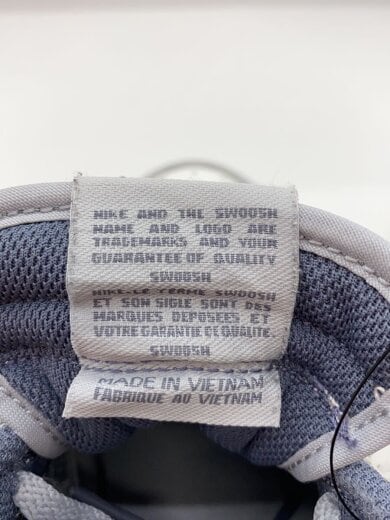 NIKE AND THE SWOOSH
NAME AND LOGO ARE
TRADEMARKS AND YOUR
GUARANTEE OF QUALITY
SWOOSH
NIKE-LE TERME SWOOSH
ET SON SIGLE SONT DES
MARQUES DEPOSEES ET
VOTRE GARANTIE DE QUALITE.
SWOOSH
MADE IN VIETNAM
FABRIQUE AU VIETNAM